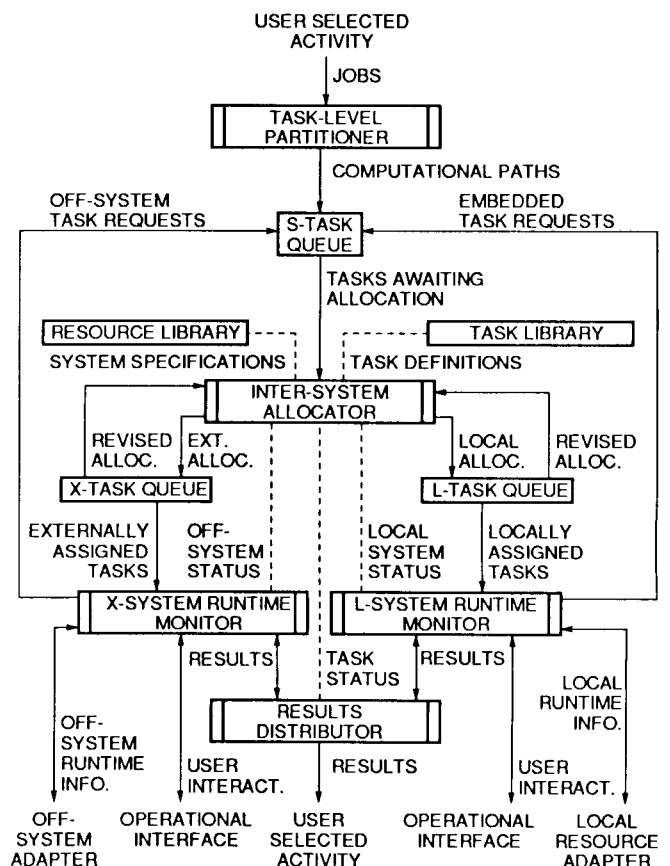 USER SELECTED
ACTIVITY
JOBS
TASK-LEVEL
PARTITIONER
COMPUTATIONAL PATHS
OFF-SYSTEM
TASK REQUESTS
EMBEDDED
TASK REQUESTS
S-TASK
QUEUE
TASKS AWAITING
ALLOCATION
RESOURCE LIBRARY
TASK LIBRARY
SYSTEM SPECIFICATIONS
TASK DEFINITIONS
INTER-SYSTEM
ALLOCATOR
REVISED
ALLOC.
EXT.
ALLOC.
LOCAL
ALLOC.
REVISED
ALLOC.
X-TASK QUEUE
L-TASK QUEUE
EXTERNALLY
ASSIGNED
TASKS
OFF-
SYSTEM
STATUS
LOCAL
SYSTEM
STATUS
LOCALLY
ASSIGNED
TASKS
X-SYSTEM RUNTIME
MONITOR
L-SYSTEM RUNTIME
MONITOR
RESULTS
TASK
STATUS
RESULTS
RESULTS
DISTRIBUTOR
OFF-
SYSTEM
RUNTIME
INFO.
USER
INTERACT.
RESULTS
USER
INTERACT.
LOCAL
RUNTIME
INFO.
OFF-
SYSTEM
ADAPTER
OPERATIONAL
INTERFACE
USER
SELECTED
ACTIVITY
OPERATIONAL
INTERFACE
LOCAL
RESOURCE
ADAPTER